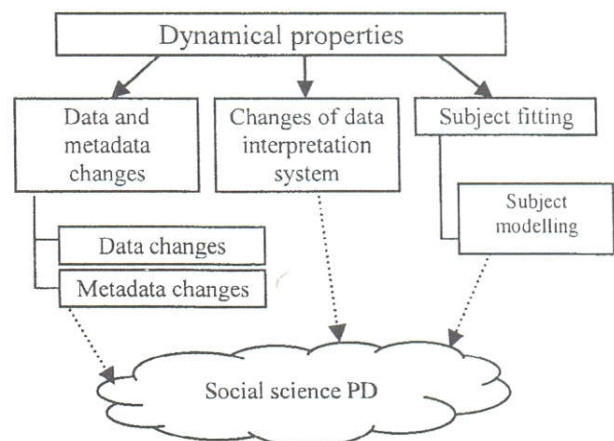 Dynamical properties
Data and
metadata
changes
Changes of data
interpretation
system
Subject fitting
Subject
modelling
Data changes
Metadata changes
Social science PD